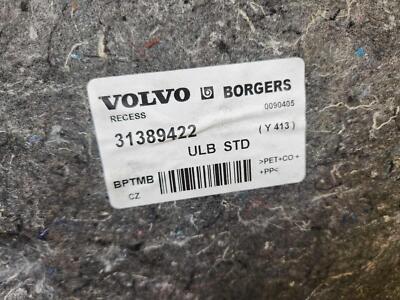 VOLVO BORGERS
RECESS 0090405
31389422 ( Y 413 )
ULB STD
BPTMB >PET+CO+
CZ +PP<